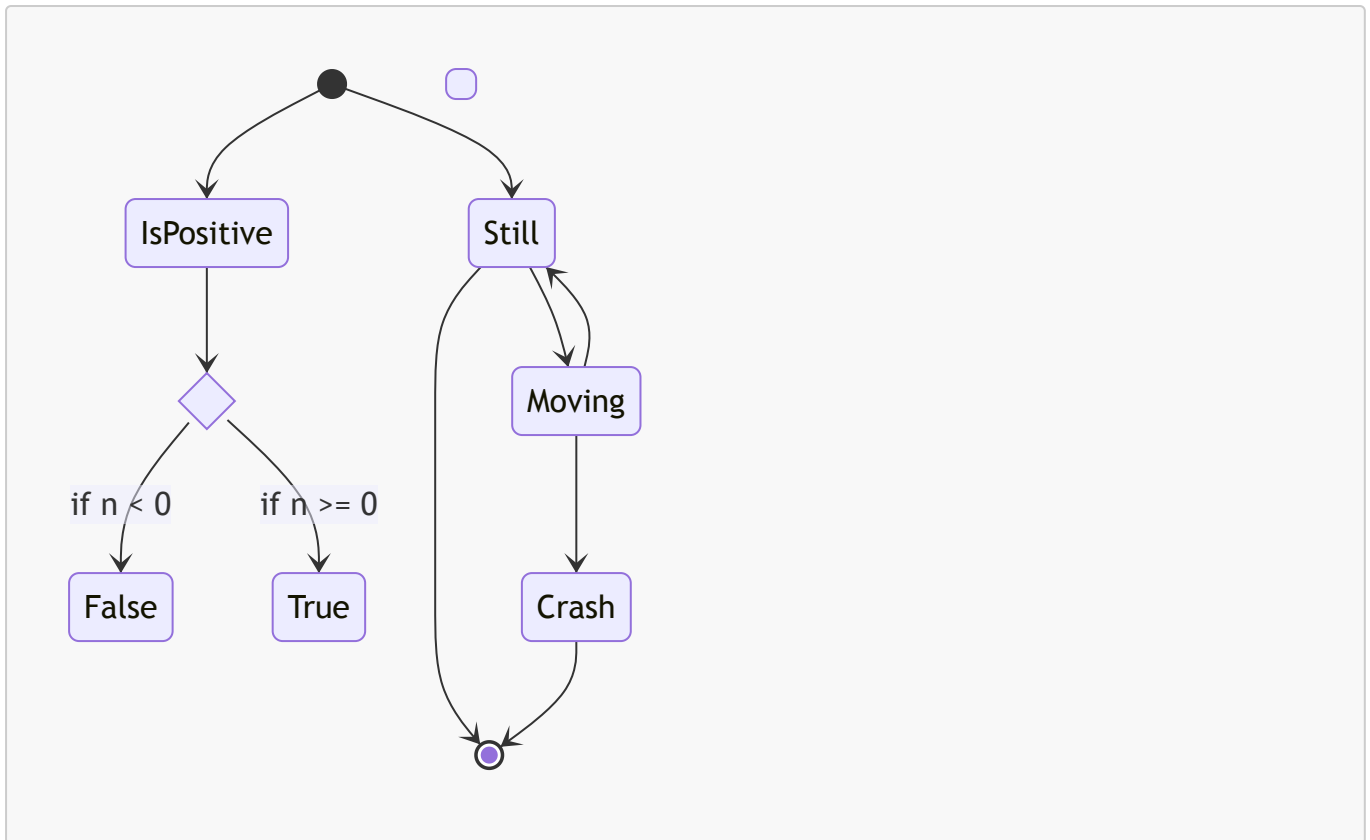 IsPositive
Still
Moving
if n < 0
if n >= 0
False
True
Crash